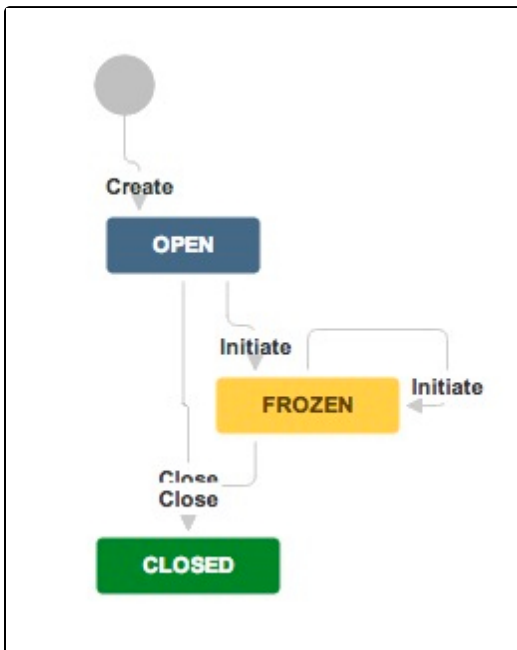 Create
OPEN
Initiate
FROZEN
Initiate
Close
Close
CLOSED